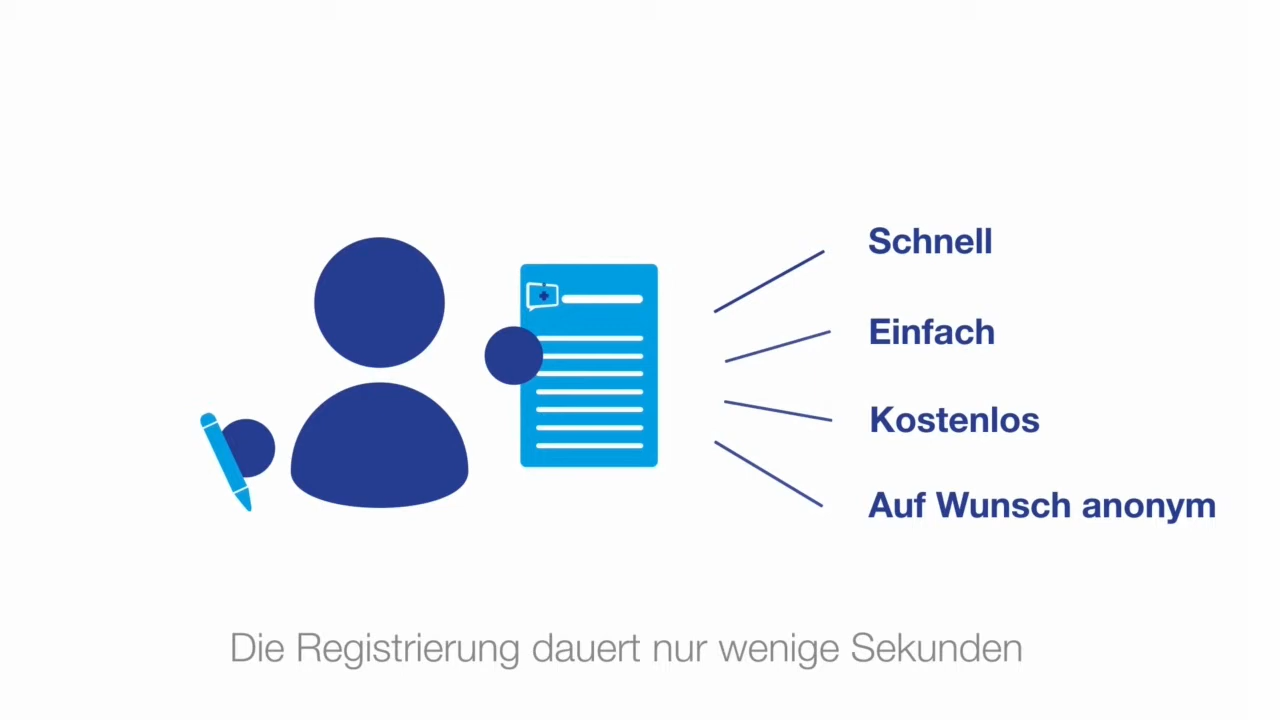 Schnell
Einfach
Kostenlos
Auf Wunsch anonym
Die Registrierung dauert nur wenige Sekunden